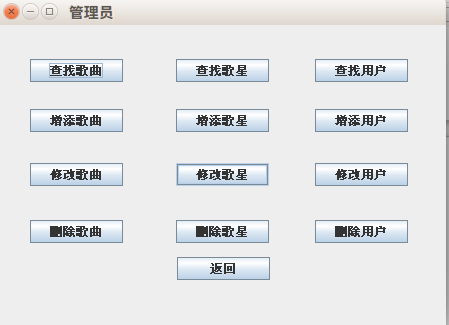 管理员
查找歌曲 查找歌星 查找用户
增添歌曲 增添歌星 增添用户
修改歌曲 修改歌星 修改用户
删除歌曲 删除歌星 删除用户
返回